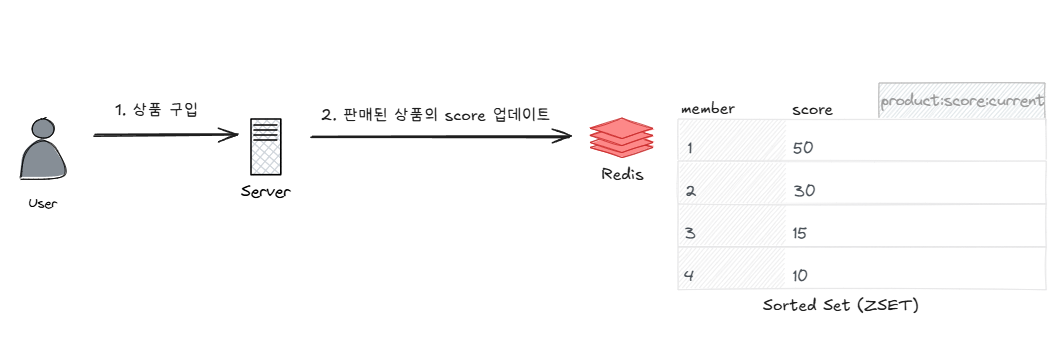 1. 상품 구입
2. 판매된 상품의 score 업데이트
User
Server
Redis
product:score:current
member score
1 50
2 30
3 15
4 10
Sorted Set (ZSET)